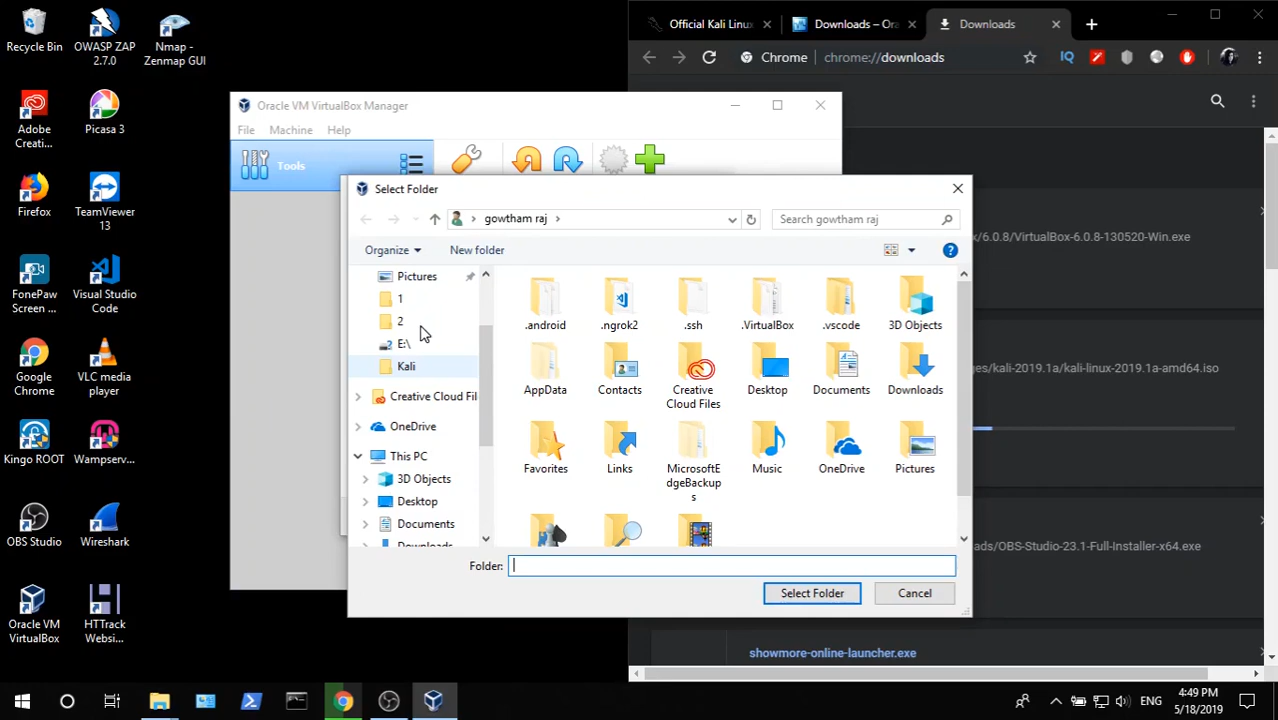 Recycle Bin
OWASP ZAP
2.7.0
Nmap -
Zenmap GUI
Adobe
Creati...
Picasa 3
Firefox
TeamViewer
13
FonePaw
Screen ...
Visual Studio
Code
Google
Chrome
VLC media
player
Kingo ROOT
Wampserv...
OBS Studio
Wireshark
Oracle VM
VirtualBox
HTTrack
Websi...
Official Kali Linux
Downloads – Ora
Downloads
Chrome
chrome://downloads
IQ
x/6.0.8/VirtualBox-6.0.8-130520-Win.exe
ges/kali-2019.1a/kali-linux-2019.1a-amd64.iso
ads/OBS-Studio-23.1-Full-Installer-x64.exe
showmore-online-launcher.exe
Oracle VM VirtualBox Manager
File
Machine
Help
Tools
Select Folder
gowtham raj
Search gowtham raj
Organize
New folder
Pictures
1
2
E:\
Kali
Creative Cloud Fil
OneDrive
This PC
3D Objects
Desktop
Documents
Downloads
.android
.ngrok2
.ssh
.VirtualBox
.vscode
3D Objects
AppData
Contacts
Creative
Cloud Files
Desktop
Documents
Downloads
Favorites
Links
MicrosoftE
dgeBackup
s
Music
OneDrive
Pictures
Folder:
Select Folder
Cancel
ENG
4:49 PM
5/18/2019